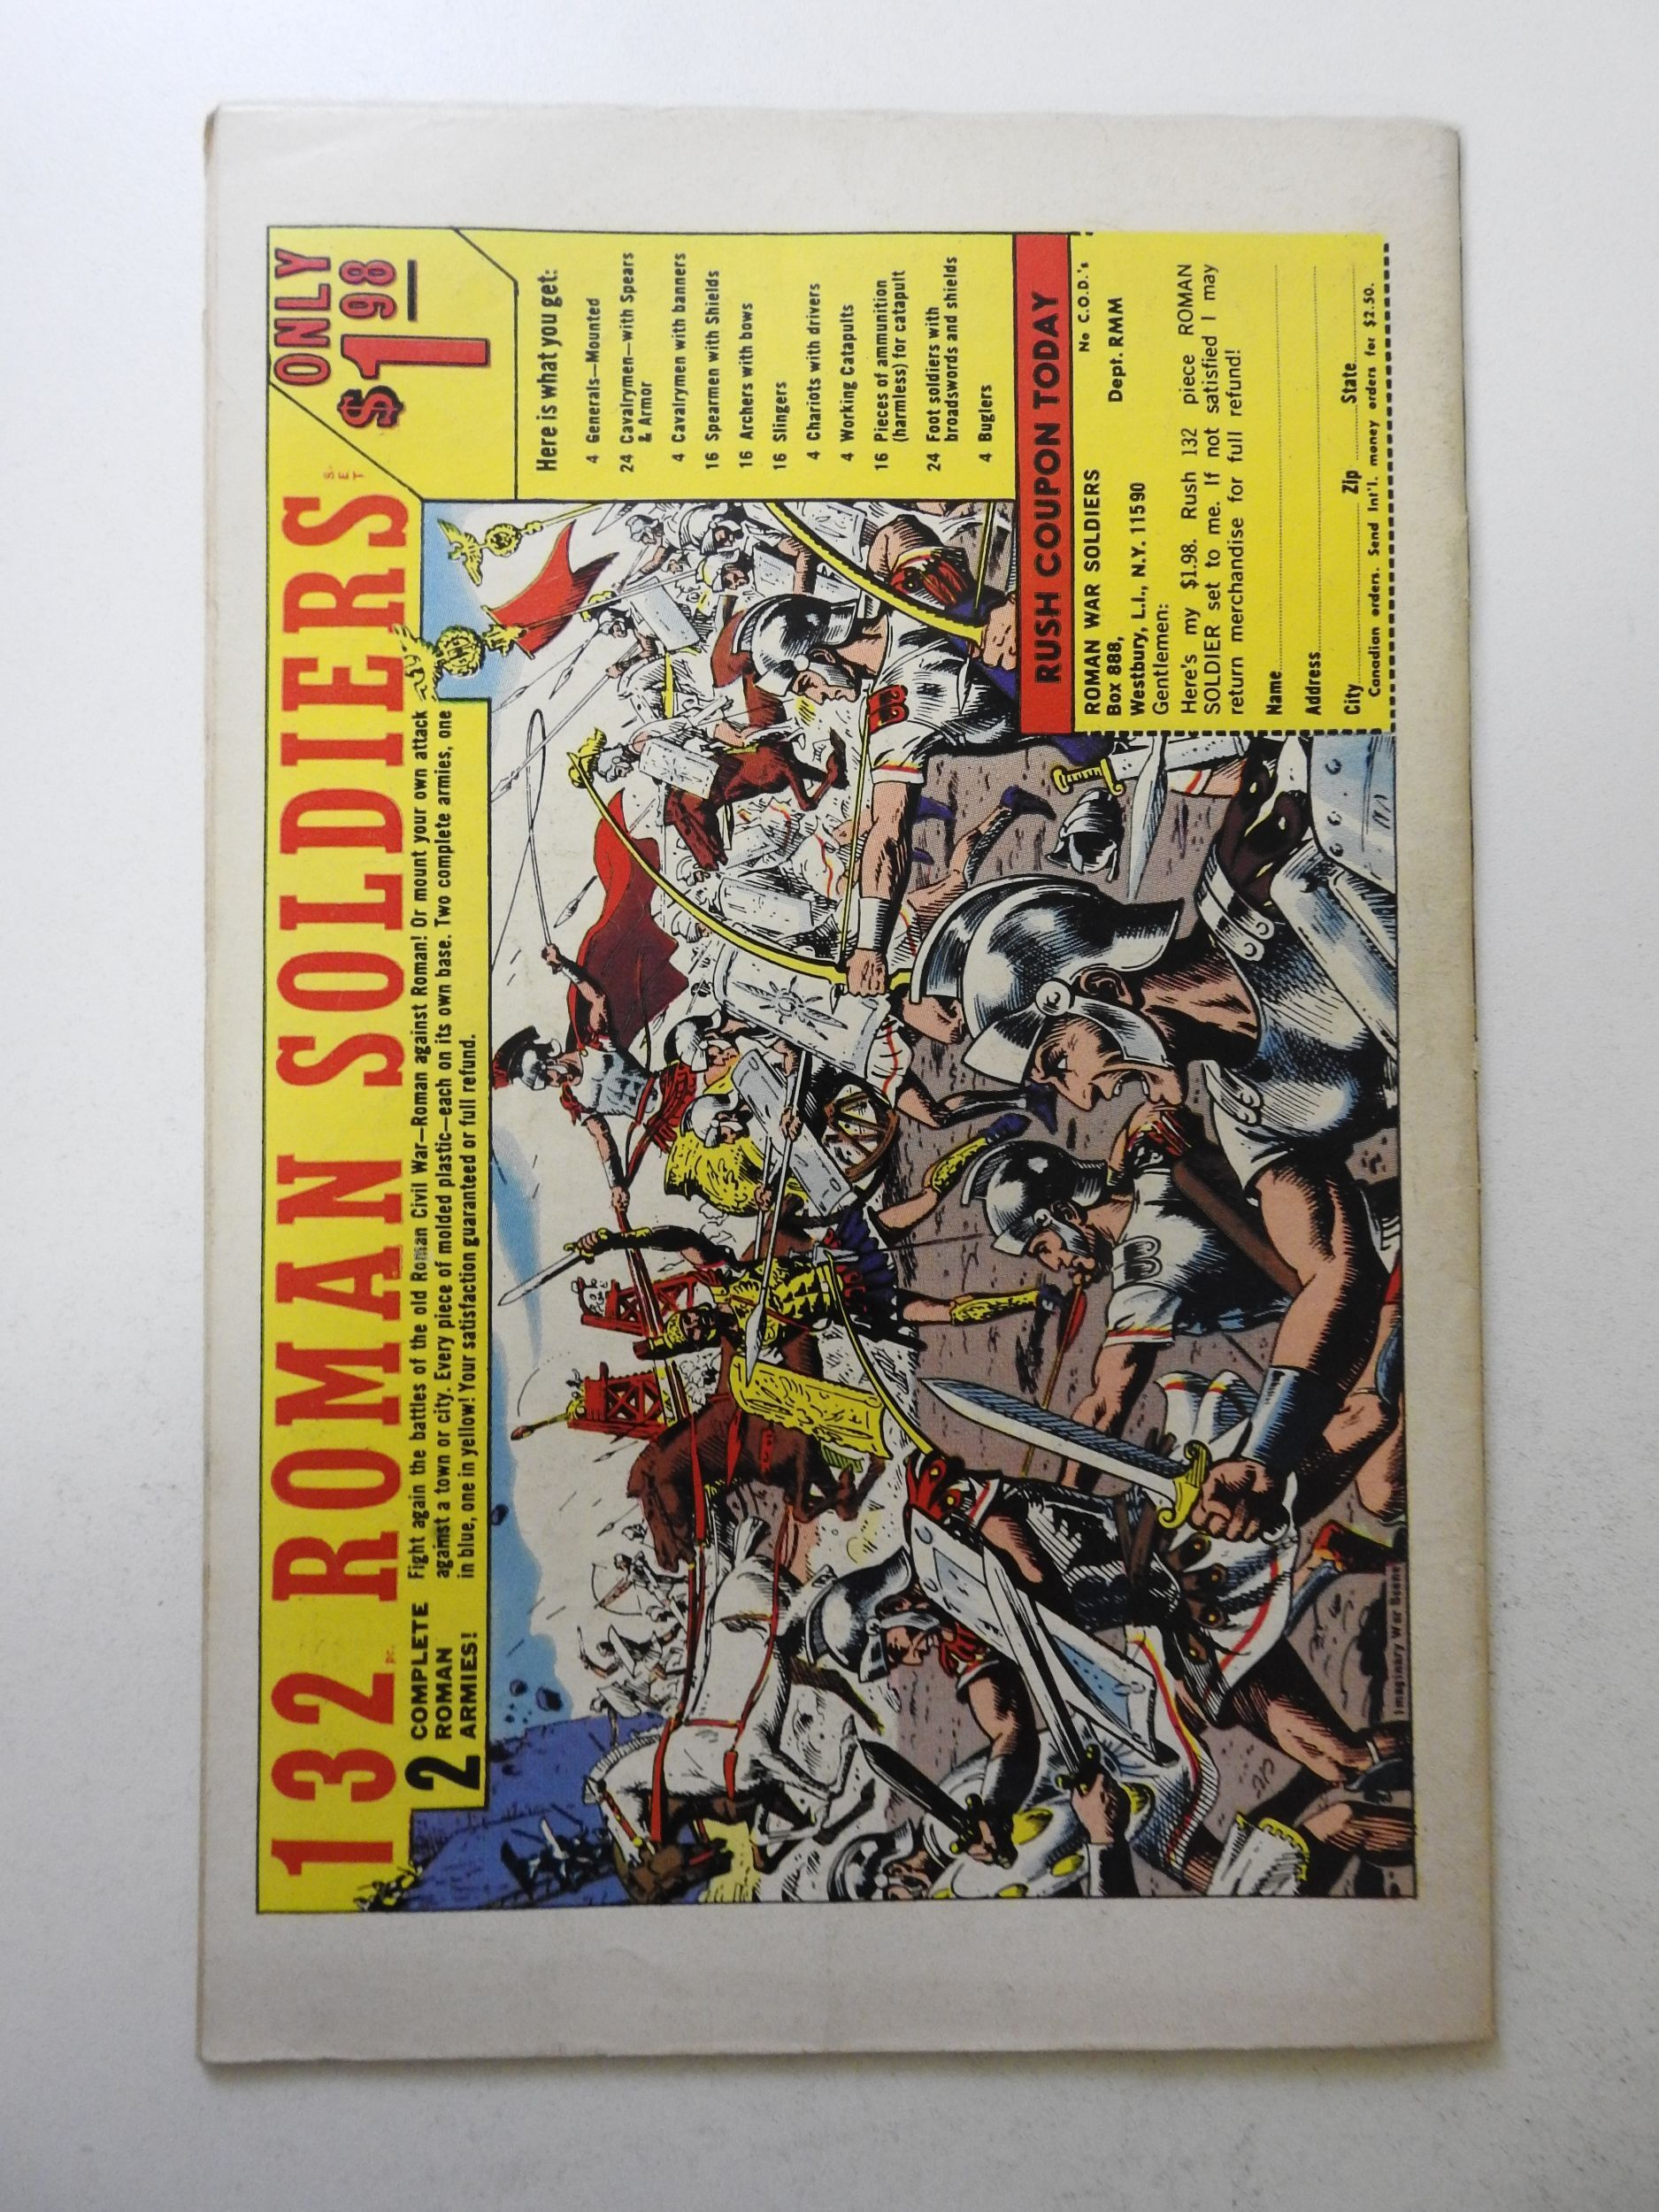 132 PC. ROMAN SOLDIERS SET
ONLY
$1.98
2 COMPLETE
ROMAN
ARMIES!
Fight again the battles of the old Roman Civil War—Roman against Roman! Or mount your own attack
against a town or city. Every piece of molded plastic—each on its own base. Two complete armies, one
in blue, one in yellow! Your satisfaction guaranteed or full refund.
Here is what you get:
4 Generals—Mounted
24 Cavalrymen—with Spears
& Armor
4 Cavalrymen with banners
16 Spearmen with Shields
16 Archers with bows
16 Slingers
4 Chariots with drivers
4 Working Catapults
16 Pieces of ammunition
(harmless) for catapult
24 Foot soldiers with
broadswords and shields
4 Buglers
RUSH COUPON TODAY
No C.O.D.'s
ROMAN WAR SOLDIERS
Box 888, Dept. RMM
Westbury, L.I., N.Y. 11590
Gentlemen:
Here's my $1.98. Rush 132 piece ROMAN
SOLDIER set to me. If not satisfied I may
return merchandise for full refund!
Name
Address
City Zip State
Canadian orders. Send Int'l. money orders for $2.50.
Imaginary War Scene